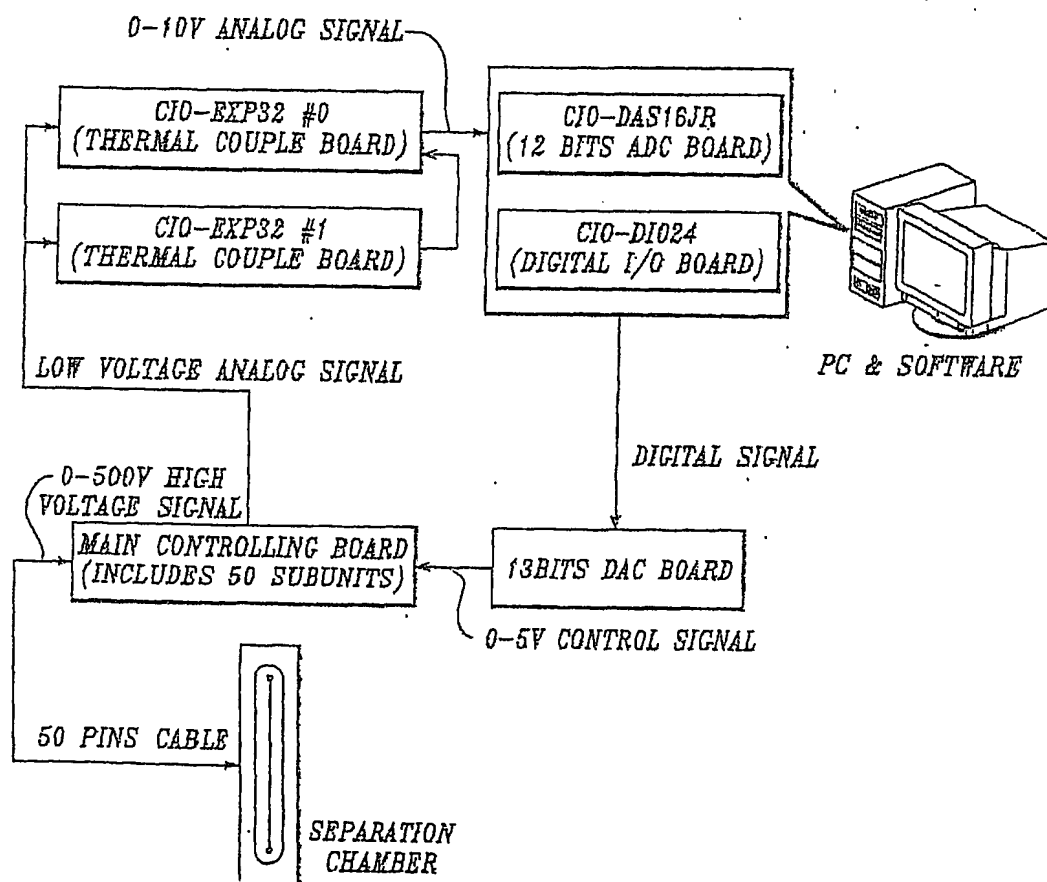 0-10V ANALOG SIGNAL
CIO-EXP32 #0
(THERMAL COUPLE BOARD)
CIO-DAS16JR
(12 BITS ADC BOARD)
CIO-EXP32 #1
(THERMAL COUPLE BOARD)
CIO-DIO24
(DIGITAL I/O BOARD)
PC & SOFTWARE
LOW VOLTAGE ANALOG SIGNAL
DIGITAL SIGNAL
0-500V HIGH
VOLTAGE SIGNAL
MAIN CONTROLLING BOARD
(INCLUDES 50 SUBUNITS)
13BITS DAC BOARD
0-5V CONTROL SIGNAL
50 PINS CABLE
SEPARATION
CHAMBER